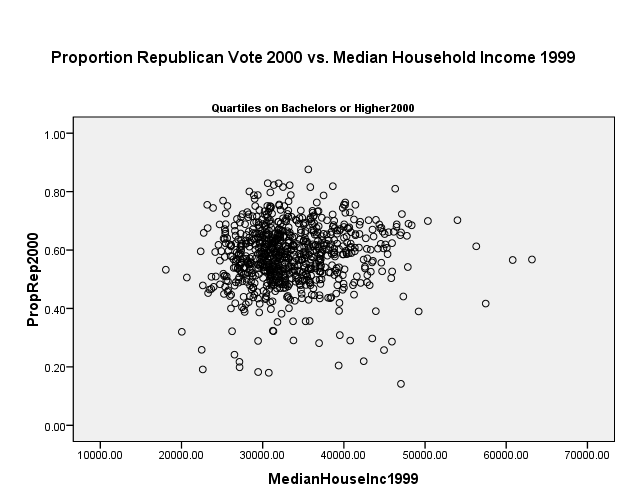 Proportion Republican Vote 2000 vs. Median Household Income 1999
Quartiles on Bachelors or Higher2000
1.00
0.80
0.60
0.40
0.20
0.00
PropRep2000
10000.00 20000.00 30000.00 40000.00 50000.00 60000.00 70000.00
MedianHouseInc1999